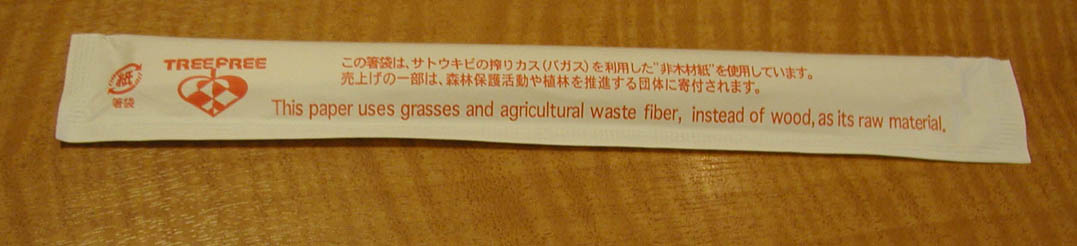 紙
箸袋
TREEFREE
この箸袋は、サトウキビの搾りカス（バガス）を利用した“非木材紙”を使用しています。
売上げの一部は、森林保護活動や植林を推進する団体に寄付されます。
This paper uses grasses and agricultural waste fiber, instead of wood, as its raw material.